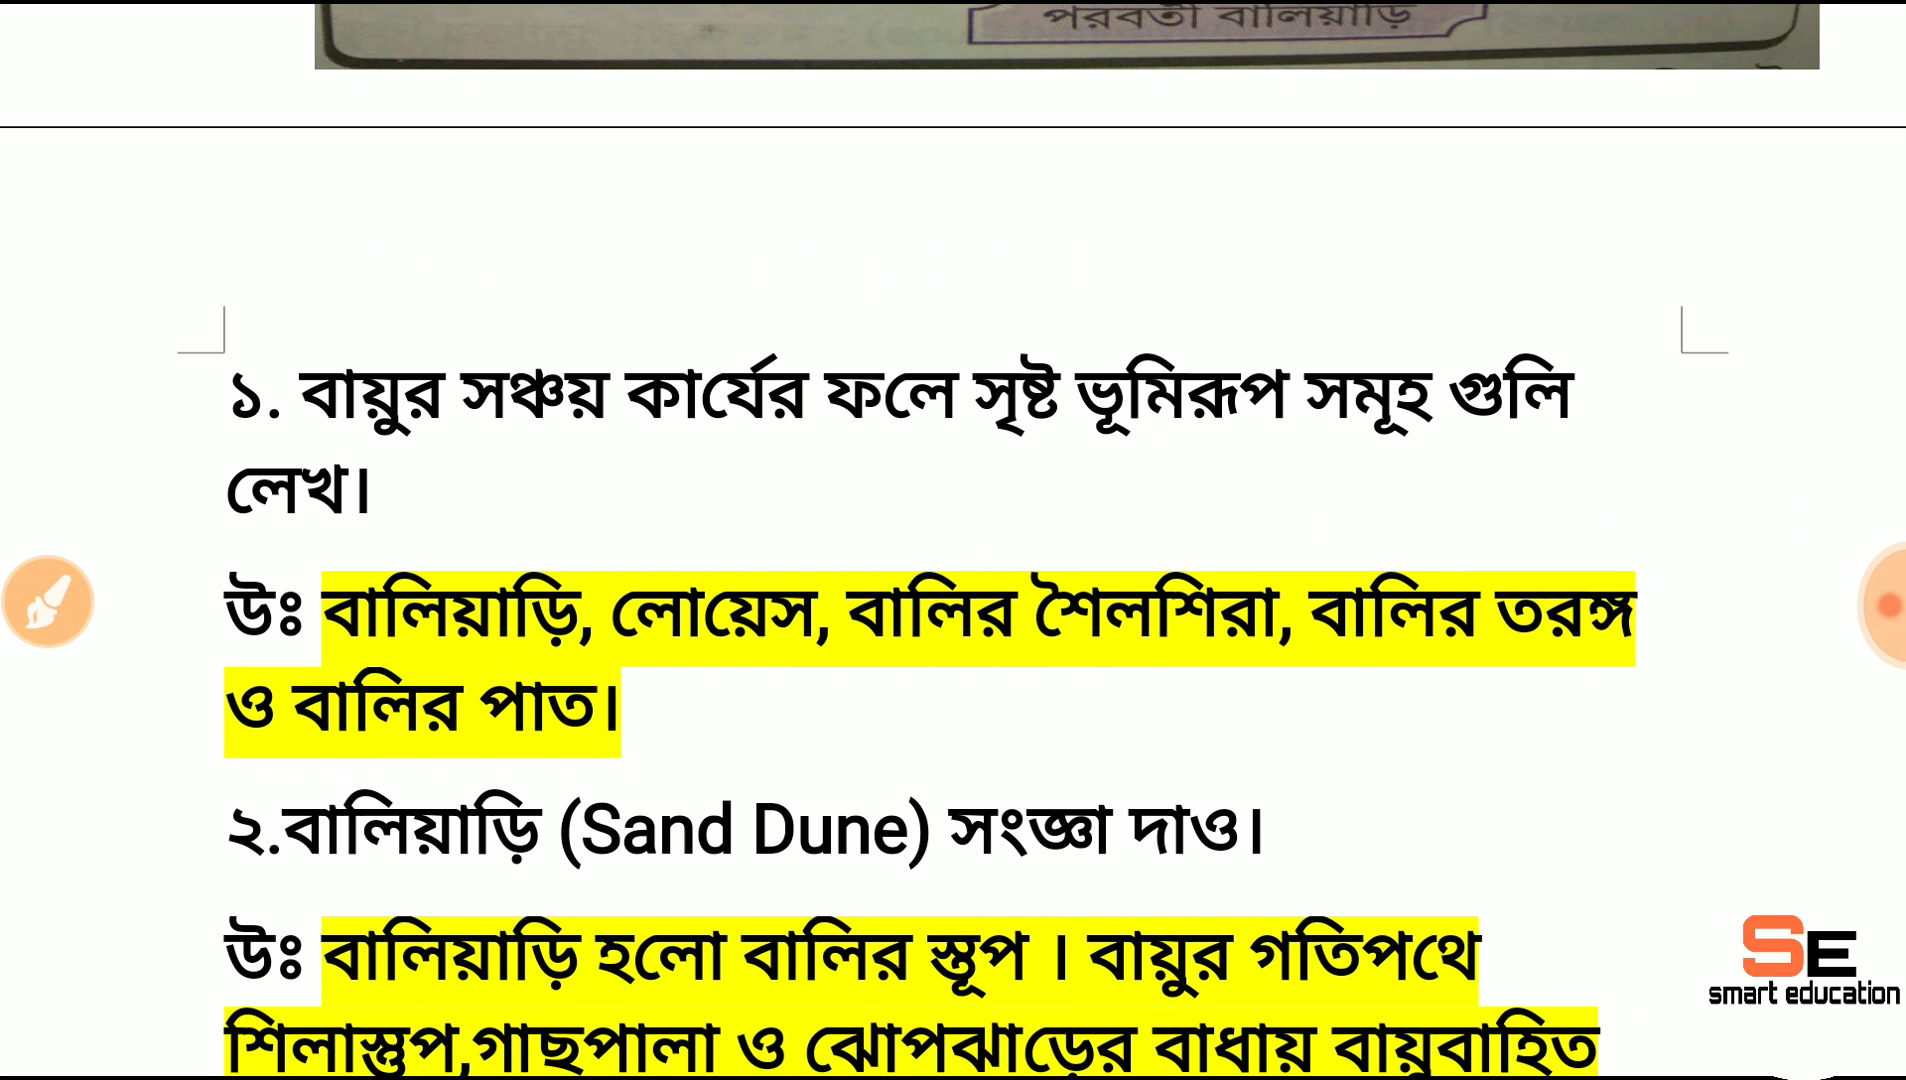 পরবর্তী বালিয়াড়ি
১. বায়ুর সঞ্চয় কার্যের ফলে সৃষ্ট ভূমিরূপ সমূহ গুলি
লেখ।
উঃ বালিয়াড়ি, লোয়েস, বালির শৈলশিরা, বালির তরঙ্গ
ও বালির পাত।
২.বালিয়াড়ি (Sand Dune) সংজ্ঞা দাও।
উঃ বালিয়াড়ি হলো বালির স্তূপ । বায়ুর গতিপথে
শিলাস্তুপ,গাছপালা ও ঝোপঝাড়ের বাধায় বায়ুবাহিত
SE
smart education